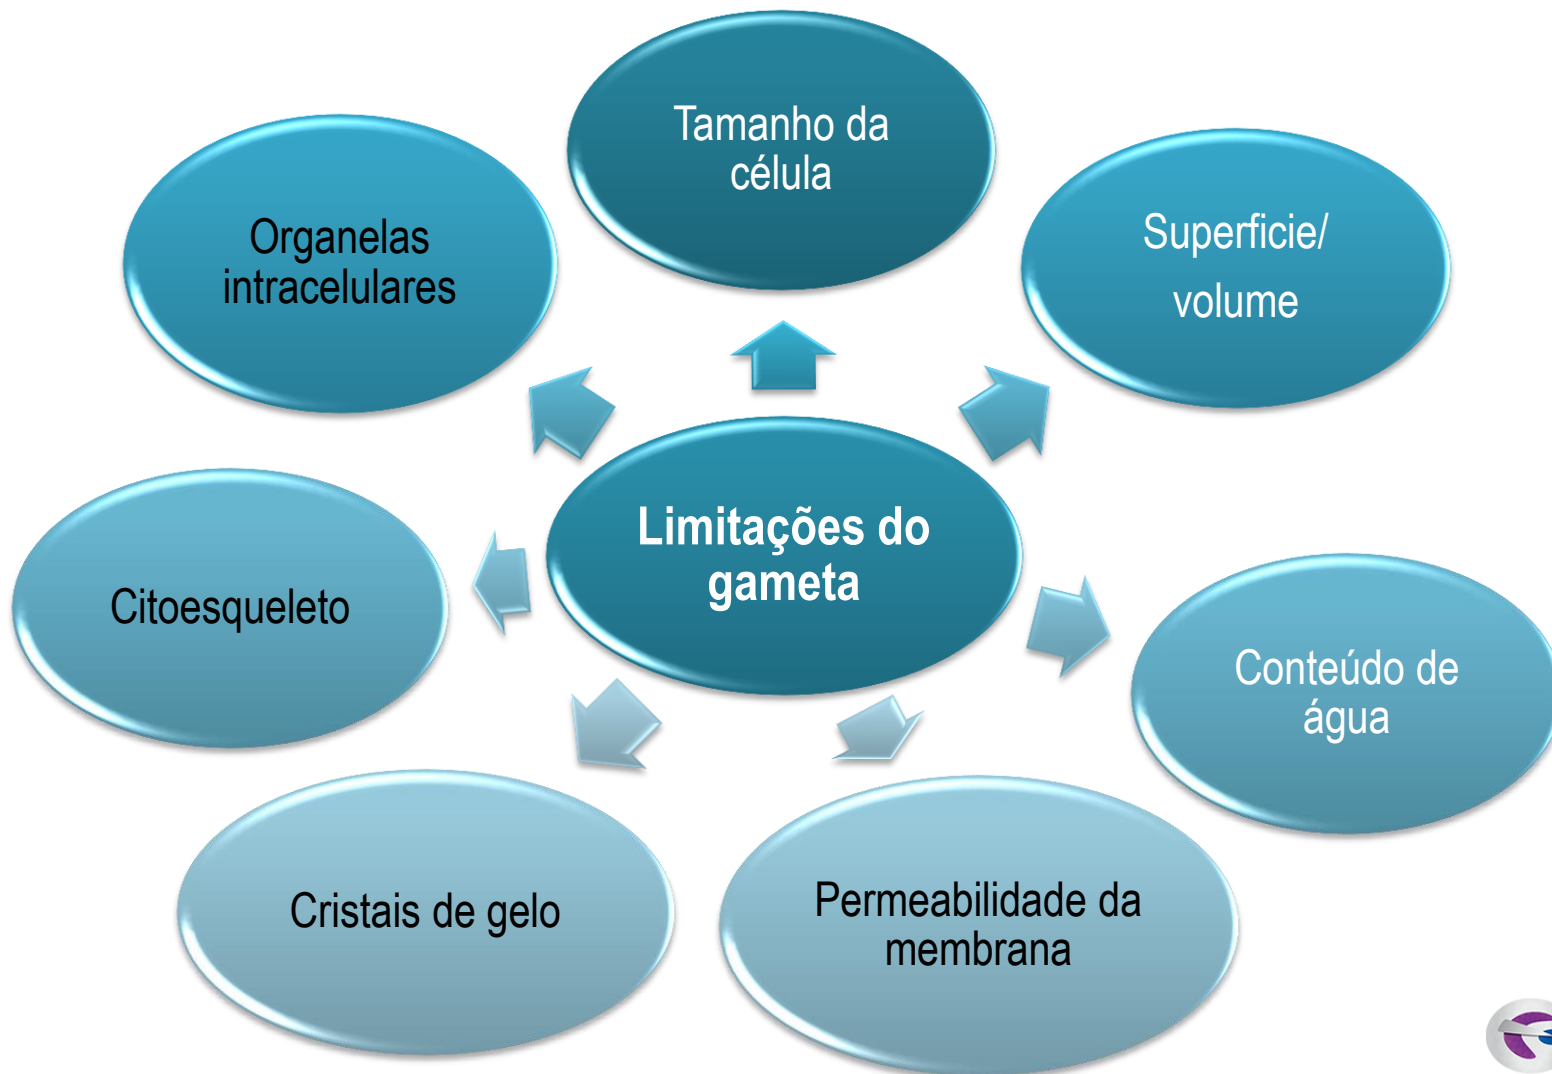 Tamanho da
célula
Organelas
intracelulares
Superficie/
volume
Limitações do
gameta
Citoesqueleto
Conteúdo de
água
Cristais de gelo
Permeabilidade da
membrana